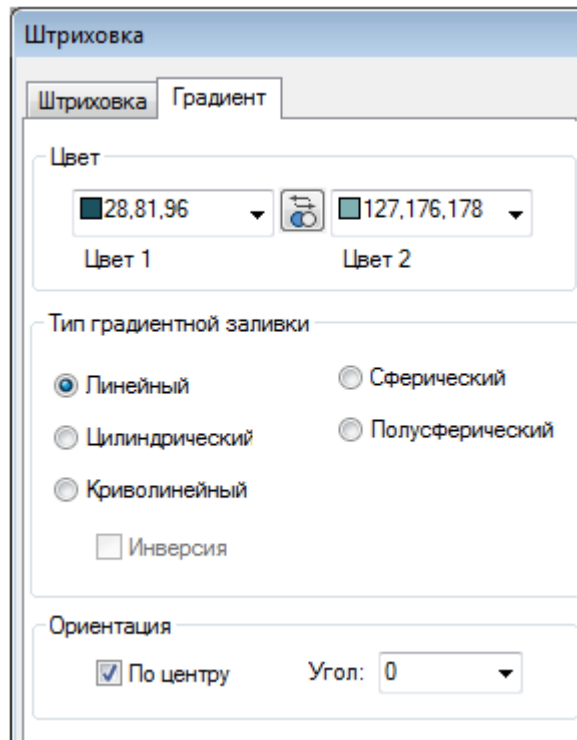 Штриховка
Штриховка Градиент
Цвет
28,81,96 127,176,178
Цвет 1 Цвет 2
Тип градиентной заливки
Линейный Сферический
Цилиндрический Полусферический
Криволинейный
Инверсия
Ориентация
По центру Угол: 0